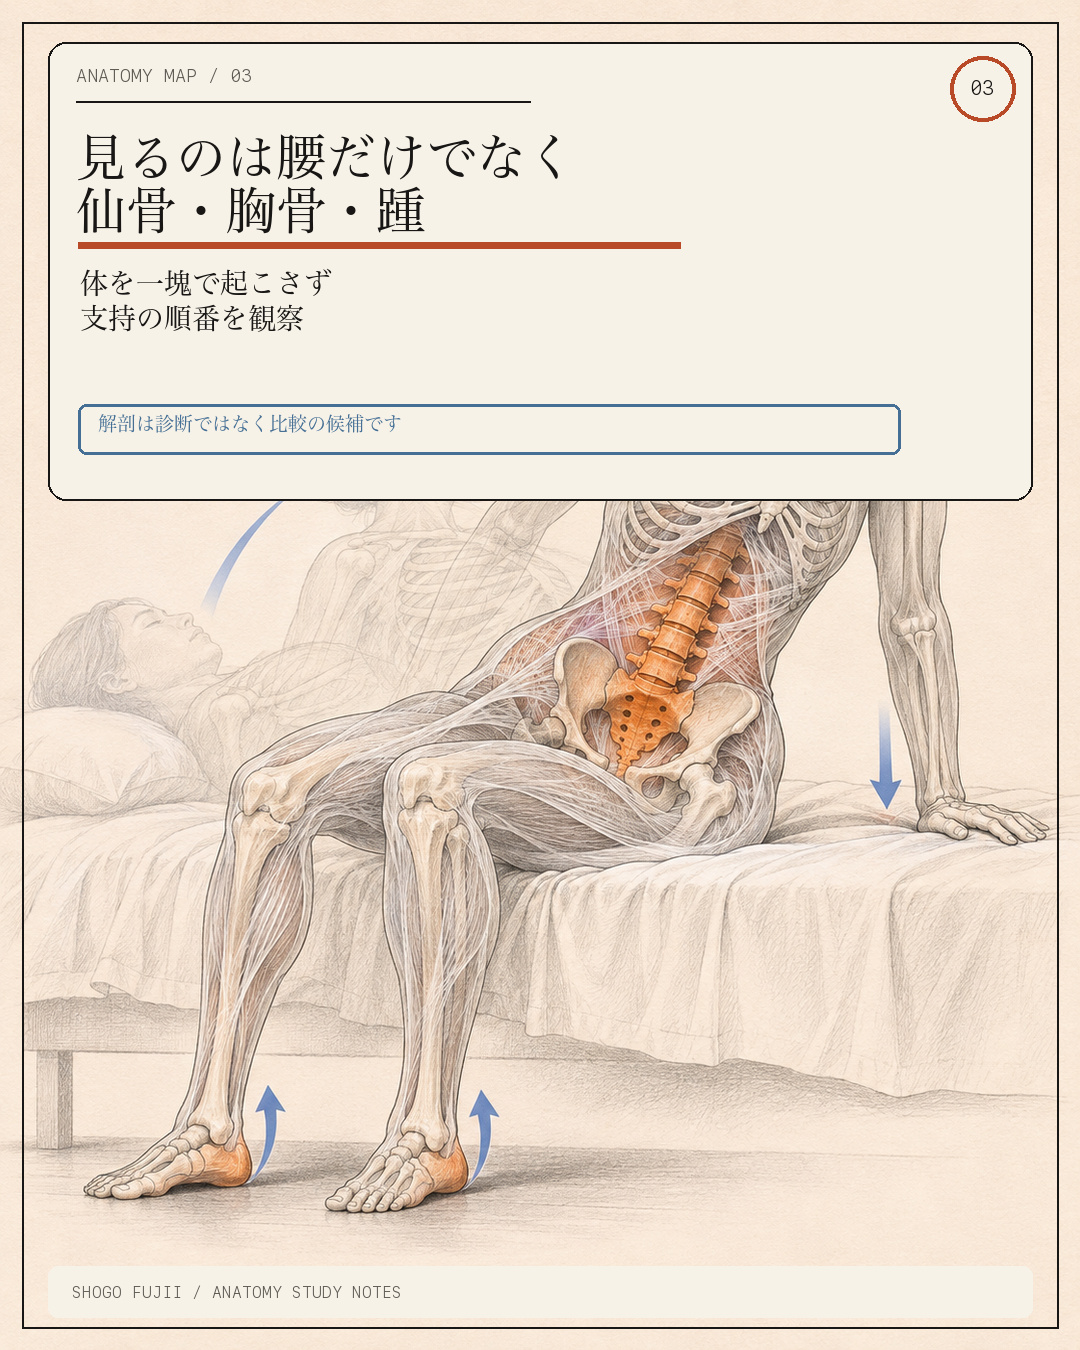 ANATOMY MAP / 03
03
見るのは腰だけでなく
仙骨・胸骨・踵
体を一塊で起こさず
支持の順番を観察
解剖は診断ではなく比較の候補です
SHOGO FUJII / ANATOMY STUDY NOTES